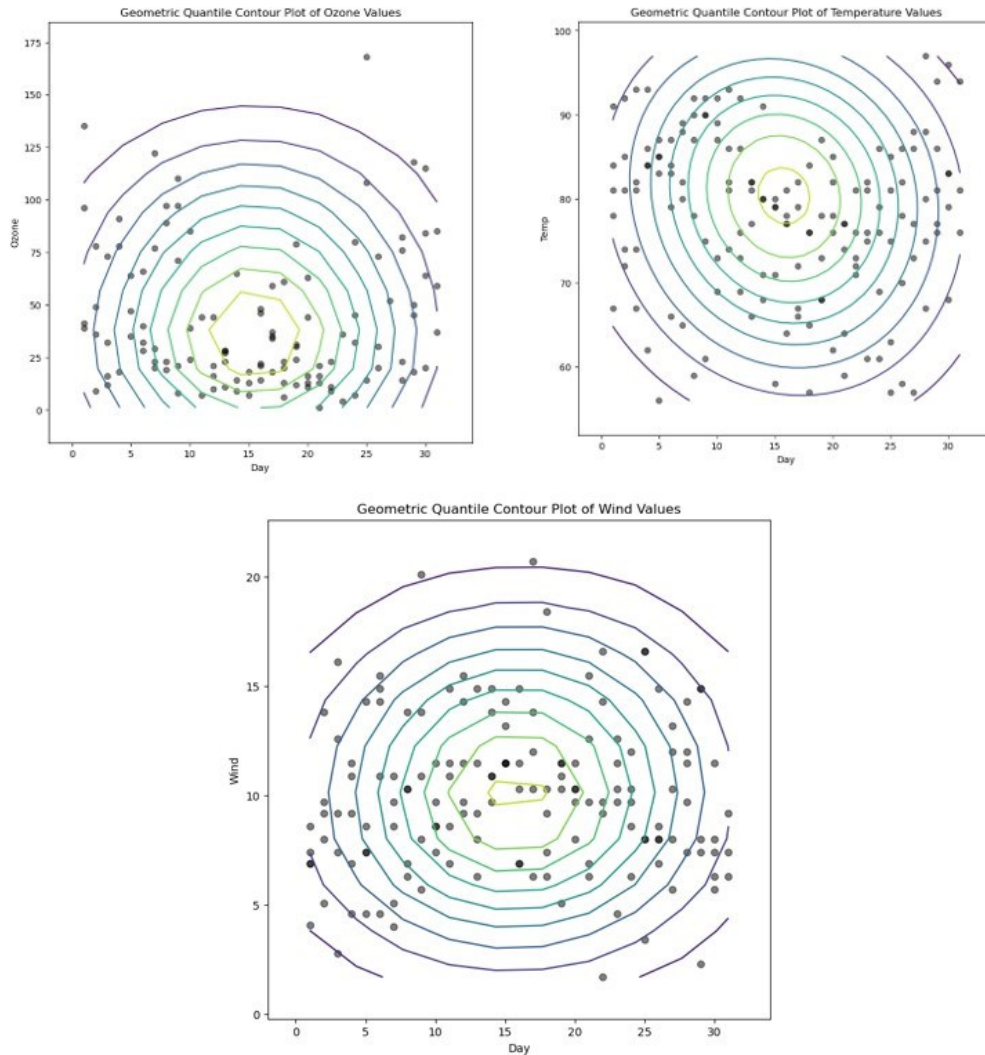 Geometric Quantile Contour Plot of Ozone Values
175
150
125
100
75
50
25
0
Ozone
0 5 10 15 20 25 30
Day
Geometric Quantile Contour Plot of Temperature Values
100
90
80
70
60
Temp
0 5 10 15 20 25 30
Day
Geometric Quantile Contour Plot of Wind Values
20
15
10
5
0
Wind
0 5 10 15 20 25 30
Day